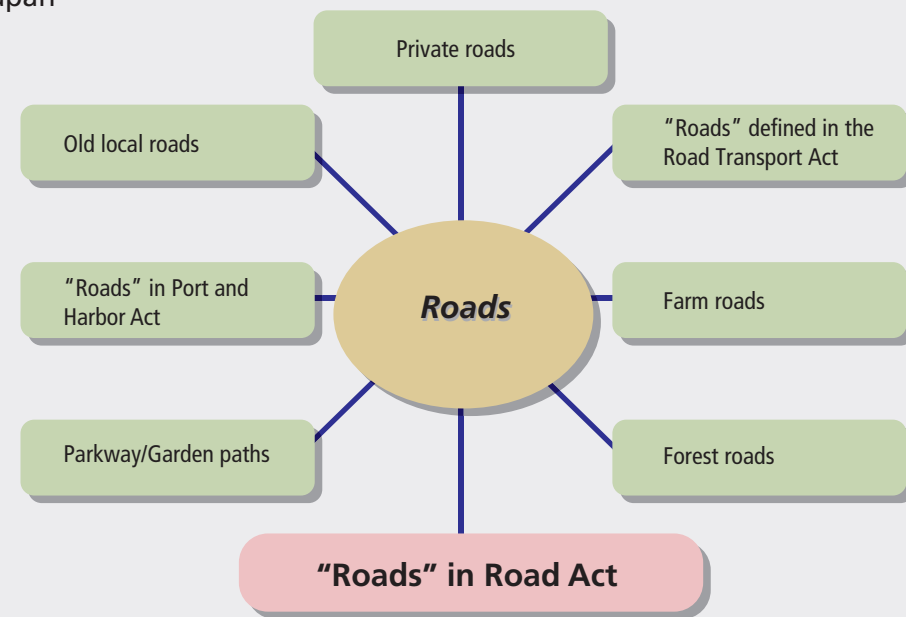 Private roads
Old local roads
“Roads” defined in the
Road Transport Act
“Roads” in Port and
Harbor Act
Roads
Farm roads
Parkway/Garden paths
Forest roads
“Roads” in Road Act